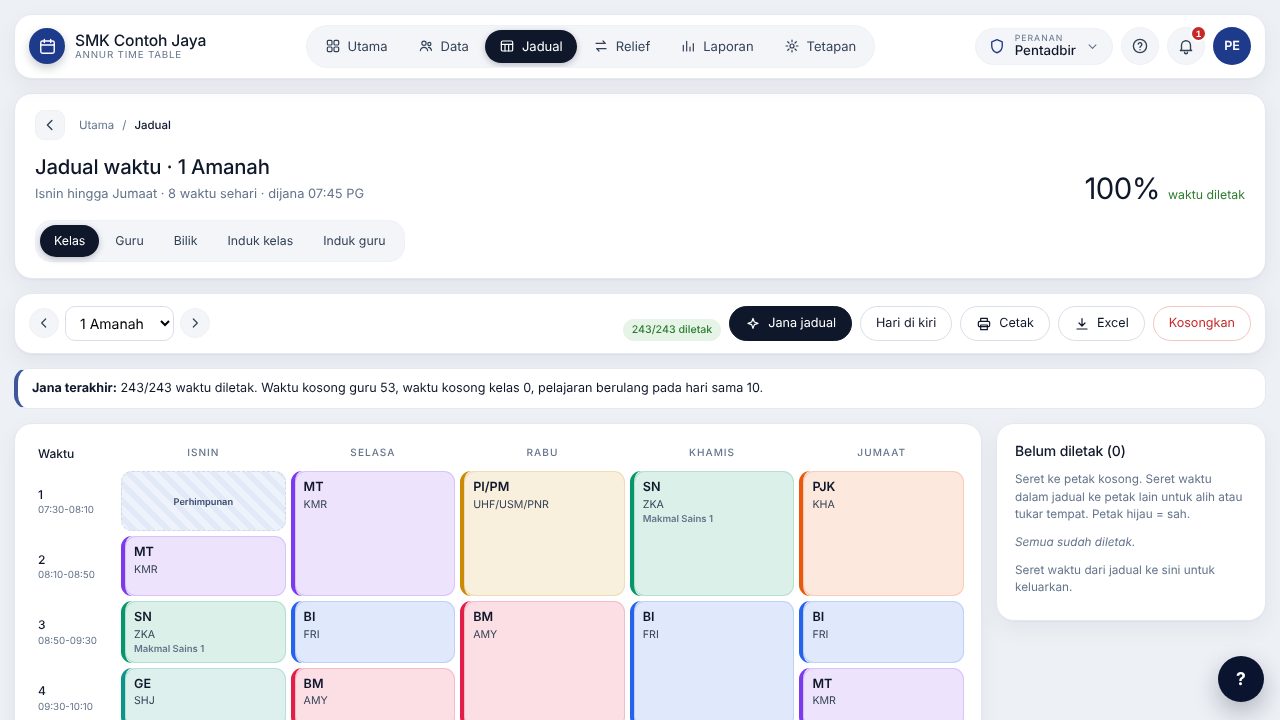 SMK Contoh Jaya
ANNUR TIME TABLE
Utama
Data
Jadual
Relief
Laporan
Tetapan
PERANAN
Pentadbir
1
PE
Utama / Jadual
Jadual waktu · 1 Amanah
Isnin hingga Jumaat · 8 waktu sehari · dijana 07:45 PG
100% waktu diletak
Kelas
Guru
Bilik
Induk kelas
Induk guru
1 Amanah
243/243 diletak
Jana jadual
Hari di kiri
Cetak
Excel
Kosongkan
Jana terakhir: 243/243 waktu diletak. Waktu kosong guru 53, waktu kosong kelas 0, pelajaran berulang pada hari sama 10.
Waktu
ISNIN
SELASA
RABU
KHAMIS
JUMAAT
1
07:30-08:10
Perhimpunan
MT
KMR
PI/PM
UHF/USM/PNR
SN
ZKA
Makmal Sains 1
PJK
KHA
2
08:10-08:50
MT
KMR
3
08:50-09:30
SN
ZKA
Makmal Sains 1
BI
FRI
BM
AMY
BI
FRI
BI
FRI
4
09:30-10:10
GE
SHJ
BM
AMY
MT
KMR
Belum diletak (0)
Seret ke petak kosong. Seret waktu
dalam jadual ke petak lain untuk alih atau
tukar tempat. Petak hijau = sah.
Semua sudah diletak.
Seret waktu dari jadual ke sini untuk
keluarkan.
?